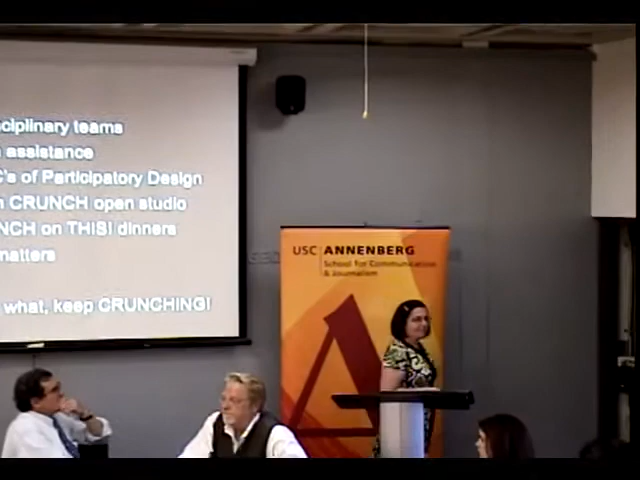 ciplinary teams
assistance
C's of Participatory Design
CRUNCH open studio
NCH on THIS! dinners
matters
what, keep CRUNCHING!
USC ANNENBERG
School for Communication
& Journalism